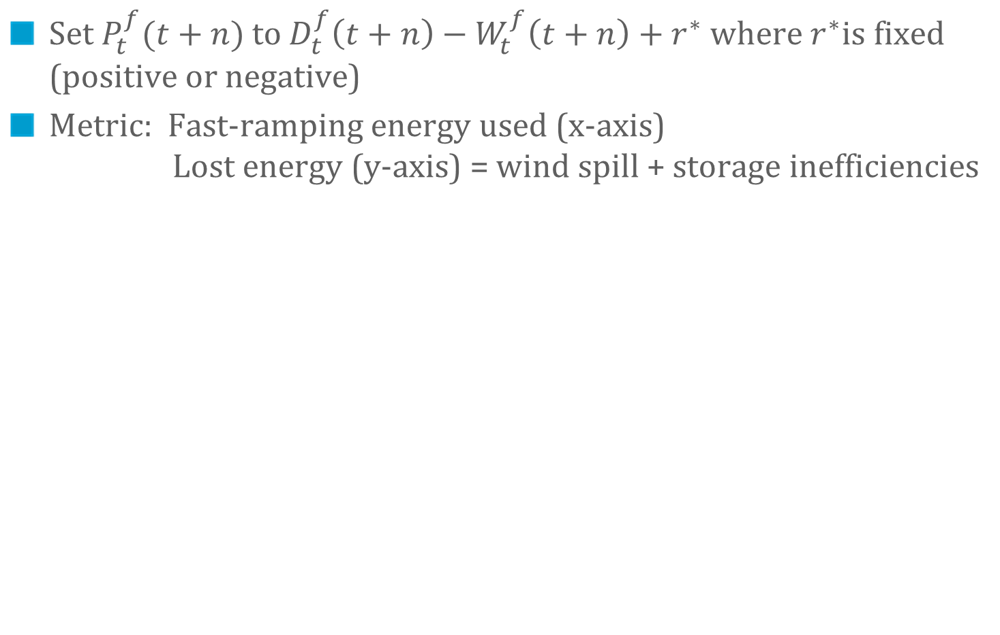 Set $P_t^f(t + n)$ to $D_t^f(t + n) - W_t^f(t + n) + r^*$ where $r^*$is fixed
(positive or negative)
Metric: Fast-ramping energy used (x-axis)
Lost energy (y-axis) = wind spill + storage inefficiencies